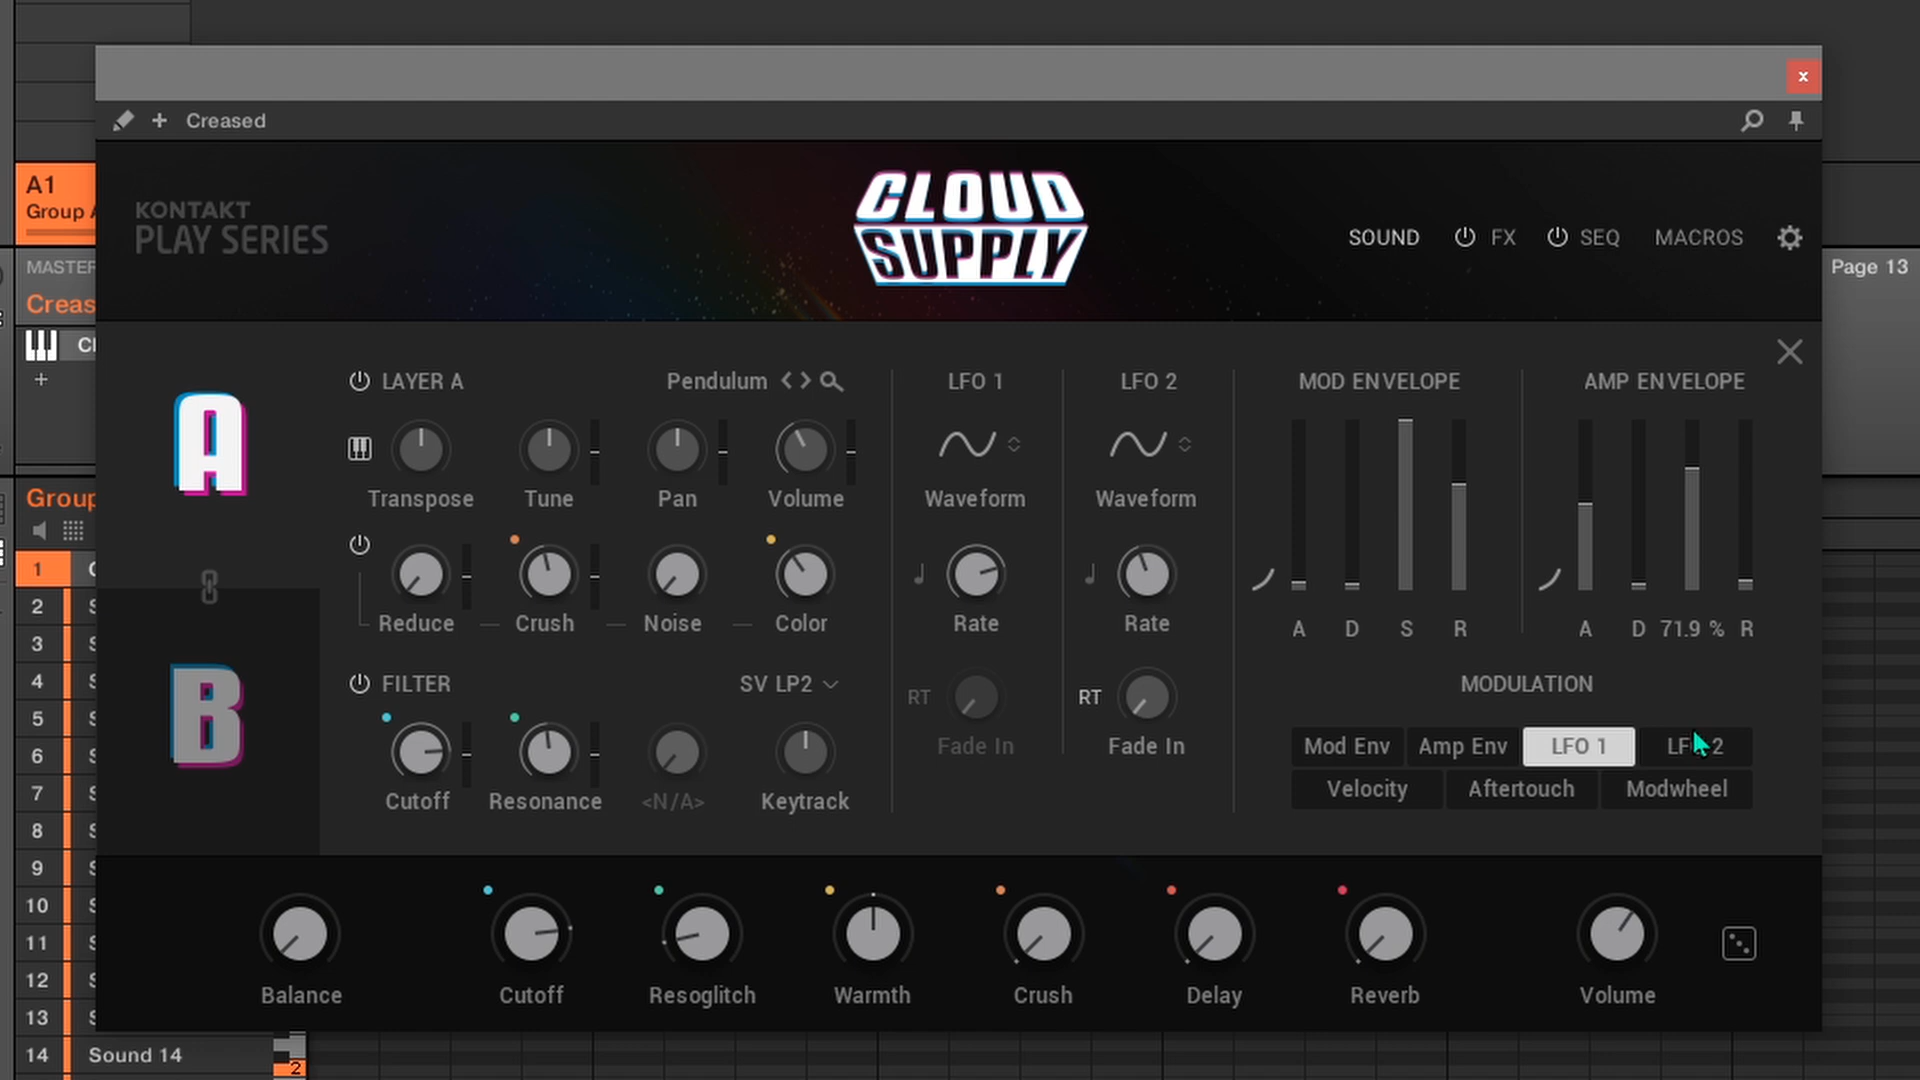 x
Creased
A1
Group A
KONTAKT
PLAY SERIES
CLOUD
SUPPLY
SOUND FX SEQ MACROS
MASTER
Page 13
Creas
LAYER A Pendulum LFO 1 LFO 2 MOD ENVELOPE AMP ENVELOPE
A
Transpose Tune Pan Volume Waveform Waveform
Group
1
2 S
3 S
4 S
5 S
6 S
7 S
8 S
9 S
10 S
11 S
12 S
13 S
14 Sound 14
2
Reduce Crush Noise Color Rate Rate A D S R A D 71.9 % R
B
FILTER SV LP2 RT RT MODULATION
Fade In Fade In
Mod Env Amp Env LFO 1 LFO 2
Cutoff Resonance <N/A> Keytrack
Velocity Aftertouch Modwheel
Balance Cutoff Resoglitch Warmth Crush Delay Reverb Volume